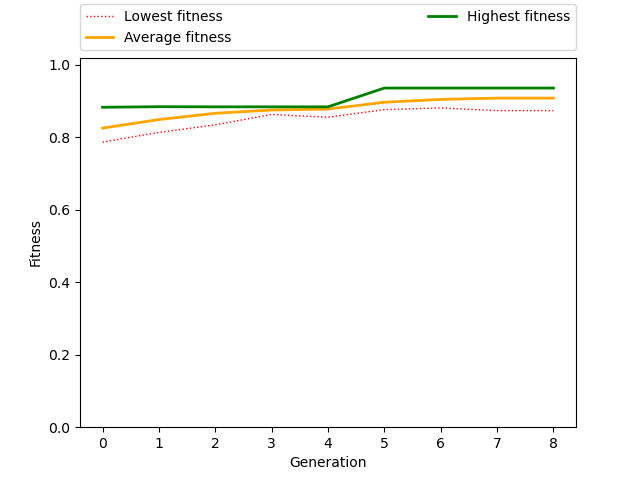 Lowest fitness
Average fitness
Highest fitness
1.0
0.8
0.6
0.4
0.2
0.0
Fitness
0 1 2 3 4 5 6 7 8
Generation